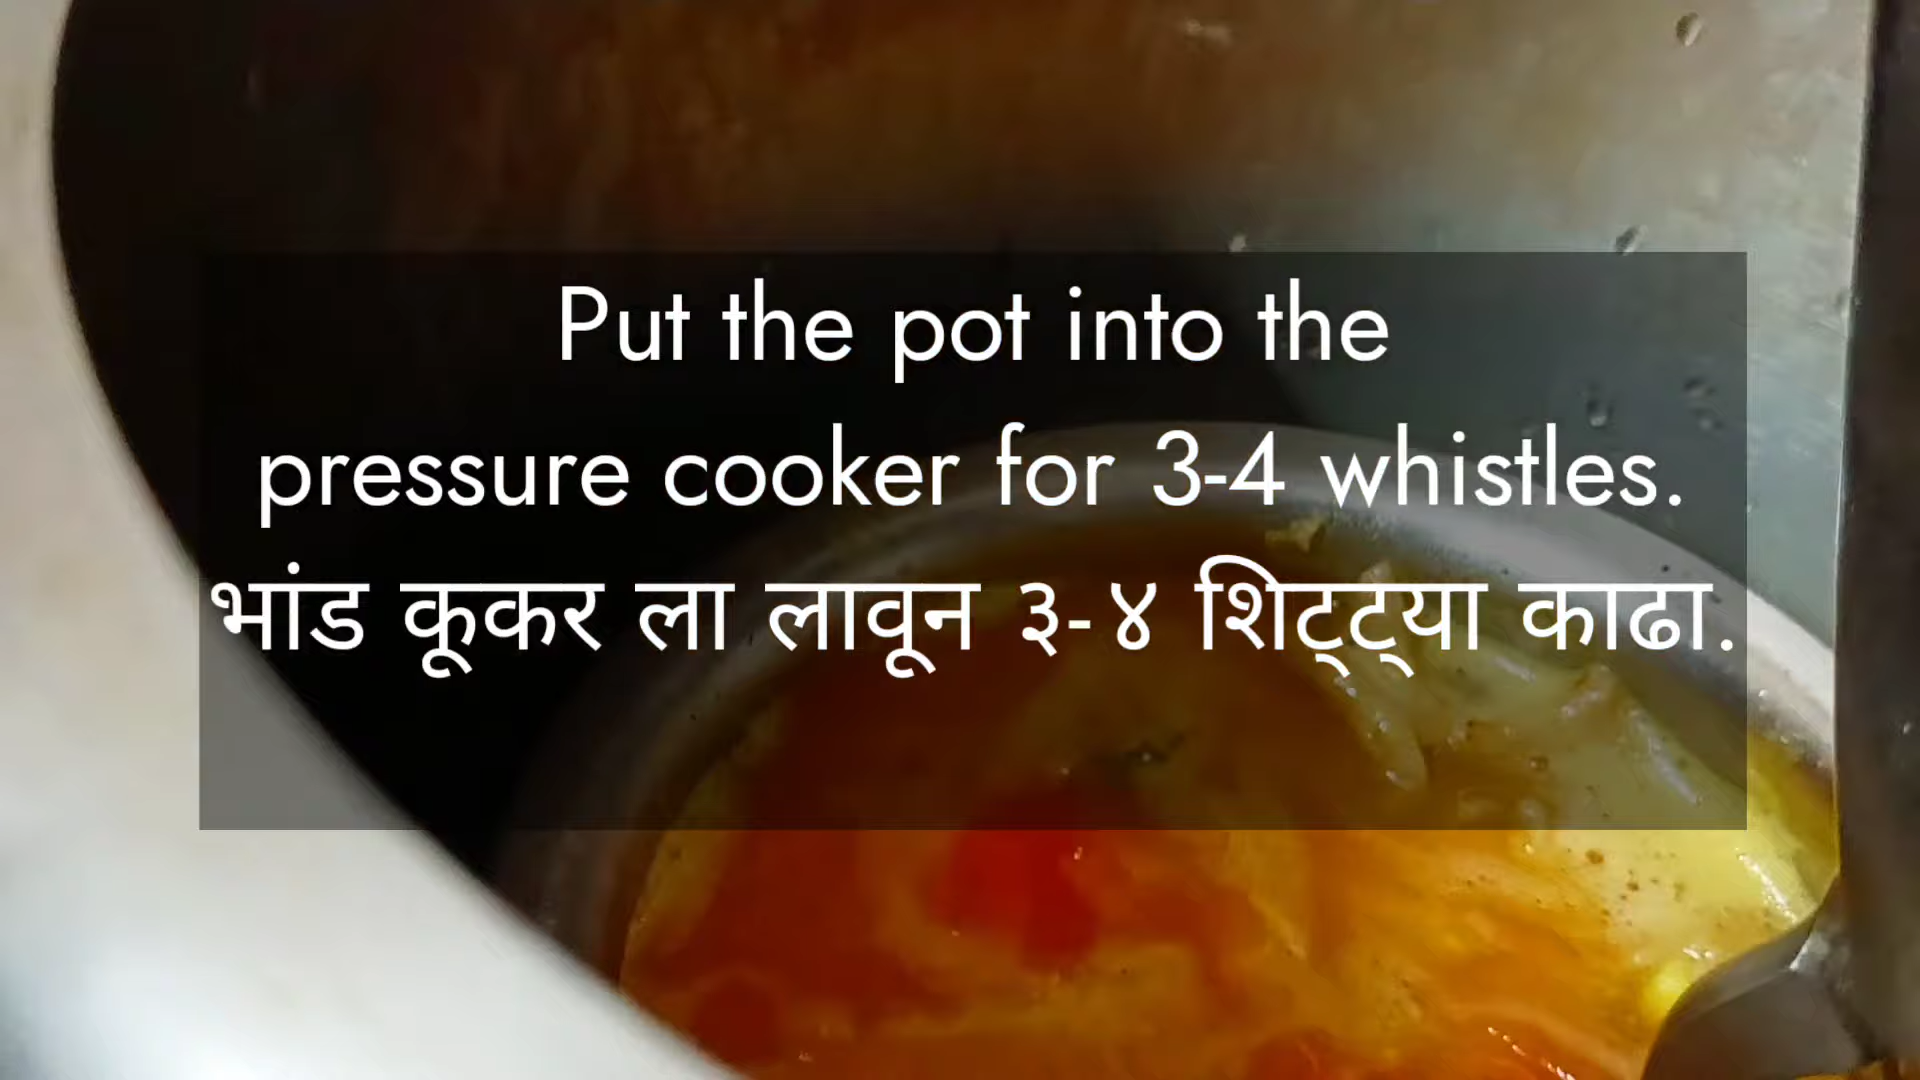 Put the pot into the
pressure cooker for 3-4 whistles.
भांड कूकर ला लावून ३-४ शिट्ट्या काढा.